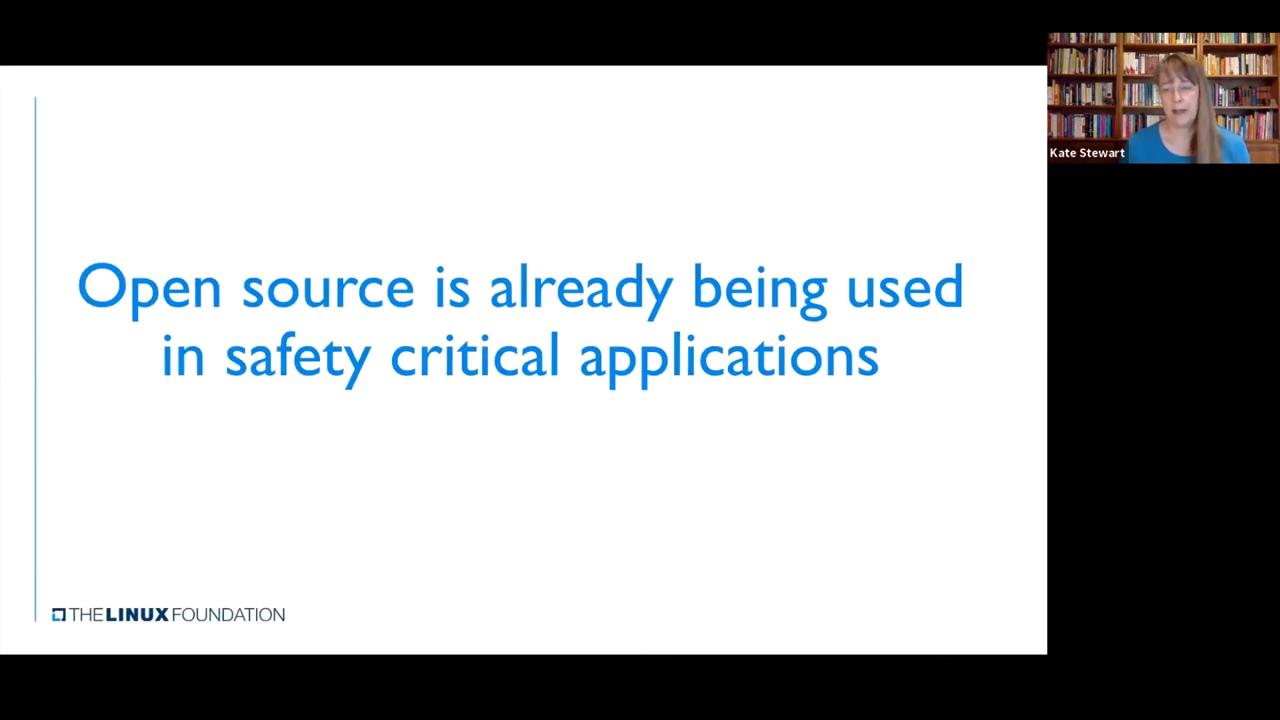 Kate Stewart
Open source is already being used
in safety critical applications
THE LINUX FOUNDATION